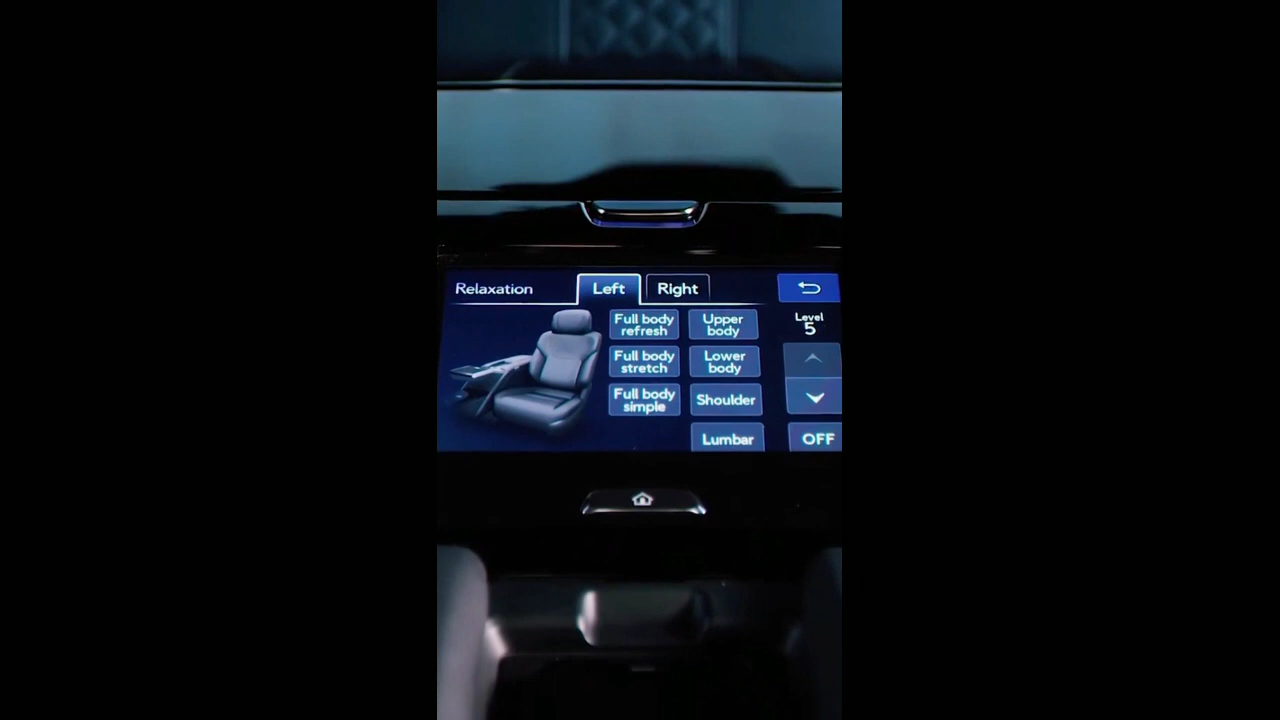 Relaxation
Left
Right
Full body
refresh
Upper
body
Level
5
Full body
stretch
Lower
body
Full body
simple
Shoulder
Lumbar
OFF